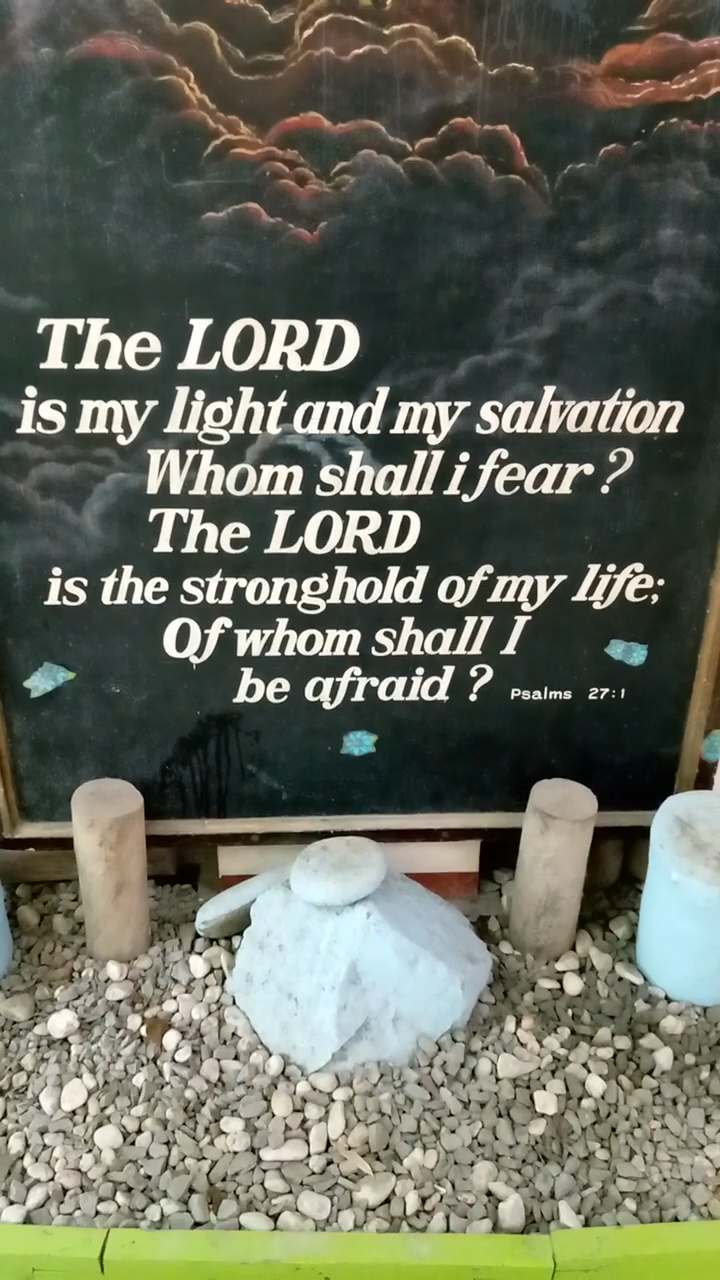 The LORD
is my light and my salvation
Whom shall i fear ?
The LORD
is the stronghold of my life;
Of whom shall I
be afraid ? Psalms 27:1